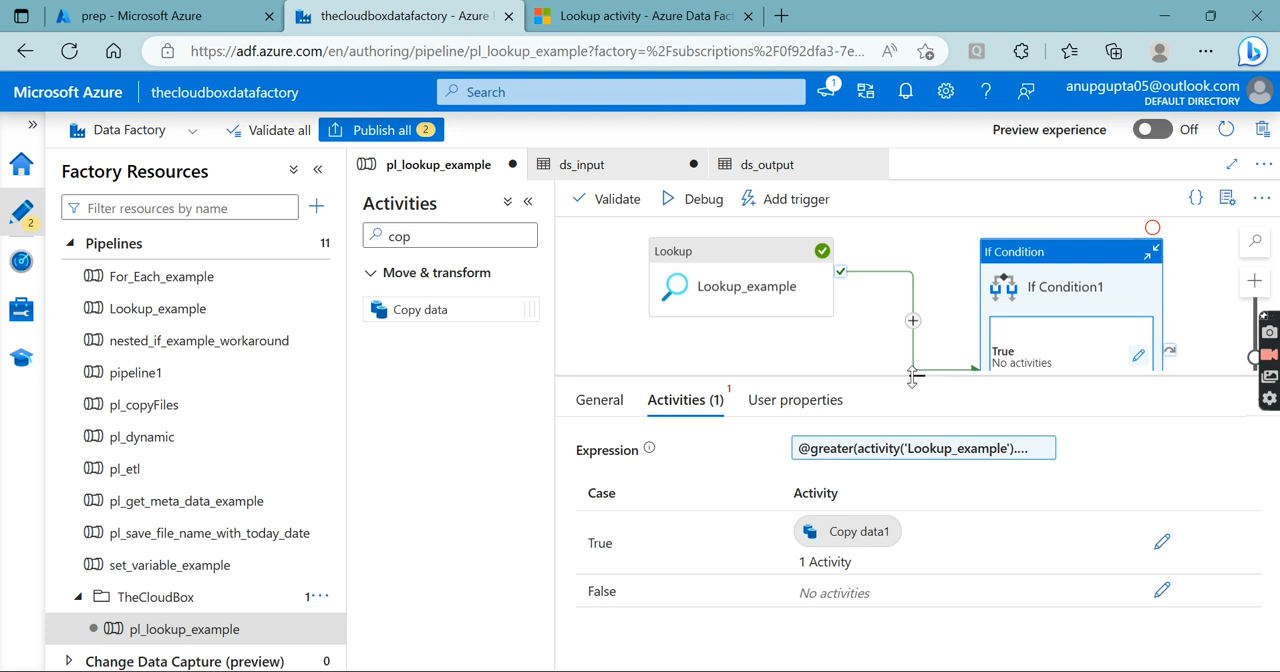 prep - Microsoft Azure
thecloudboxdatafactory - Azure
Lookup activity - Azure Data Fact
https://adf.azure.com/en/authoring/pipeline/pl_lookup_example?factory=%2Fsubscriptions%2F0f92dfa3-7e...
Microsoft Azure
thecloudboxdatafactory
Search
1
anupgupta05@outlook.com
DEFAULT DIRECTORY
Data Factory
Validate all
Publish all 2
Preview experience
Off
Factory Resources
pl_lookup_example
ds_input
ds_output
Activities
Validate
Debug
Add trigger
2
Filter resources by name
cop
Pipelines 11
Move & transform
Copy data
For_Each_example
Lookup_example
nested_if_example_workaround
pipeline1
pl_copyFiles
pl_dynamic
pl_etl
pl_get_meta_data_example
pl_save_file_name_with_today_date
set_variable_example
TheCloudBox 1...
pl_lookup_example
Change Data Capture (preview) 0
Lookup
Lookup_example
If Condition
If Condition1
True
No activities
General
Activities (1) 1
User properties
Expression
@greater(activity('Lookup_example')....
Case
Activity
True
Copy data1
1 Activity
False
No activities